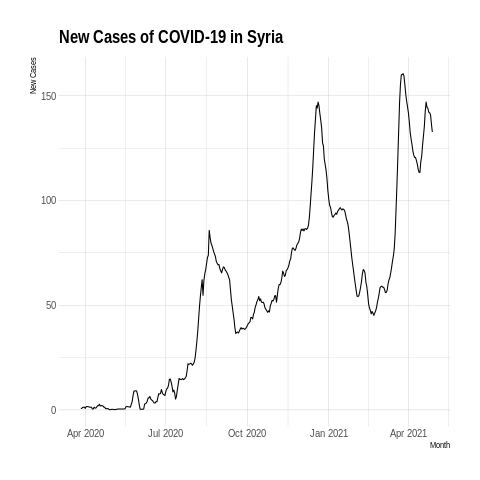 New Cases of COVID-19 in Syria
New Cases
150
100
50
0
Apr 2020 Jul 2020 Oct 2020 Jan 2021 Apr 2021
Month